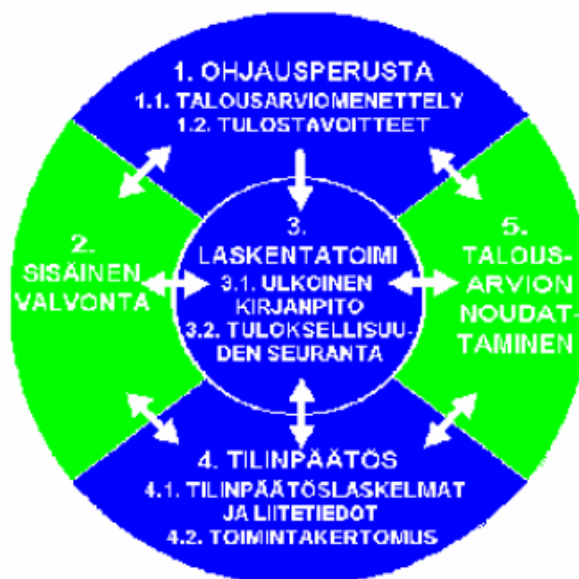 1. OHJAUSPERUSTA
1.1. TALOUSARVIOMENETTELY
1.2. TULOSTAVOITTEET
2.
SISÄINEN
VALVONTA
3.
LASKENTATOIMI
3.1. ULKOINEN
KIRJANPITO
3.2. TULOKSELLISUU-
DEN SEURANTA
5.
TALOUS-
ARVION
NOUDAT-
TAMINEN
4. TILINPÄÄTÖS
4.1. TILINPÄÄTÖSLASKELMAT
JA LIITETIEDOT
4.2. TOIMINTAKERTOMUS